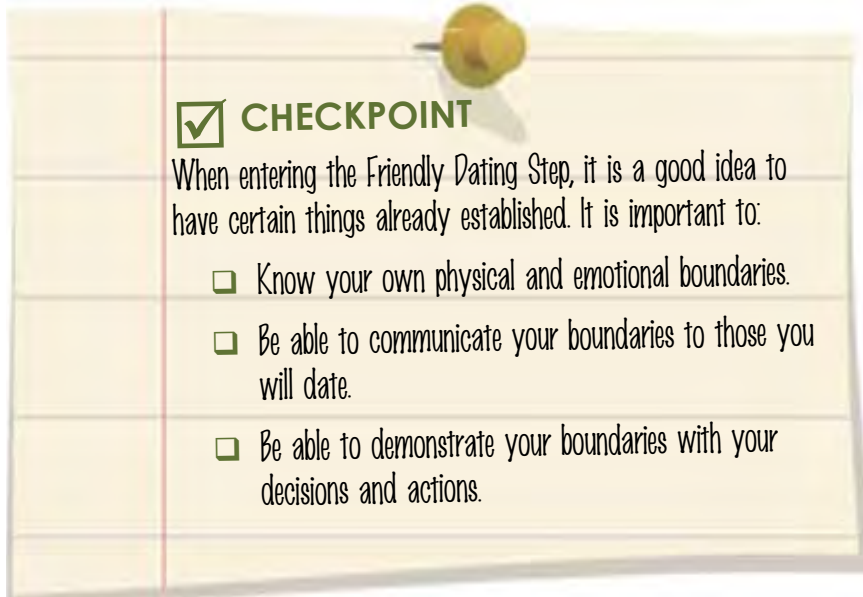 CHECKPOINT
When entering the Friendly Dating Step, it is a good idea to
have certain things already established. It is important to:
Know your own physical and emotional boundaries.
Be able to communicate your boundaries to those you
will date.
Be able to demonstrate your boundaries with your
decisions and actions.